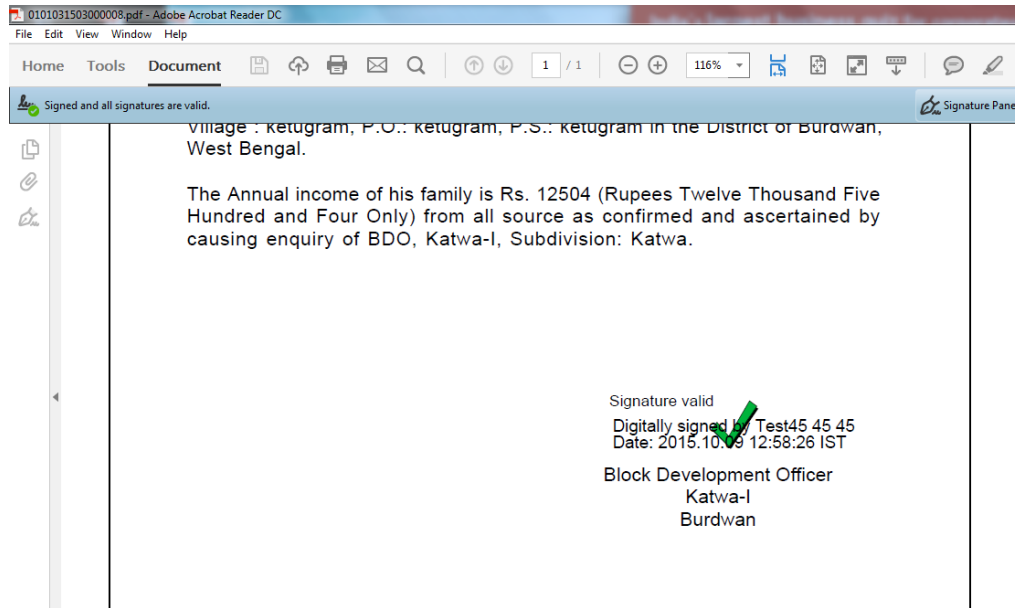 0101031503000008.pdf - Adobe Acrobat Reader DC
File Edit View Window Help
Home Tools Document 1 / 1 116%
Signed and all signatures are valid.
Signature Pane
Village : ketugram, P.O.: ketugram, P.S.: ketugram in the District of Burdwan,
West Bengal.
The Annual income of his family is Rs. 12504 (Rupees Twelve Thousand Five
Hundred and Four Only) from all source as confirmed and ascertained by
causing enquiry of BDO, Katwa-I, Subdivision: Katwa.
Signature valid
Digitally signed by Test45 45 45
Date: 2015.10.09 12:58:26 IST
Block Development Officer
Katwa-I
Burdwan